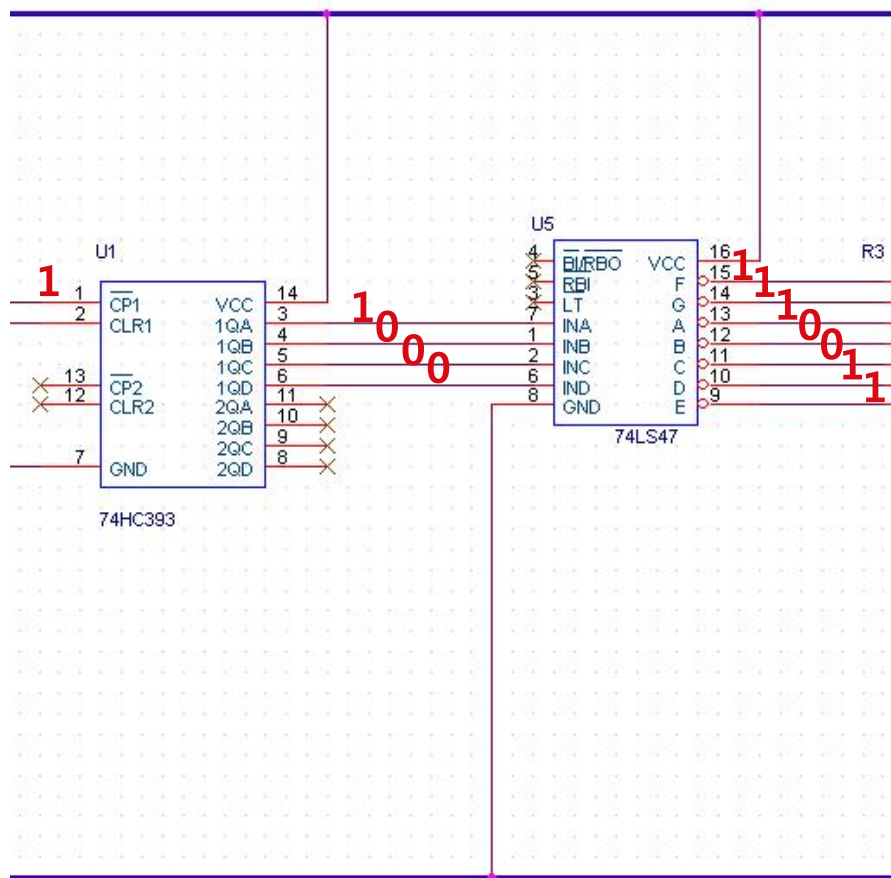 U5
U1
R3
4 BI/RBO VCC 16 1
5 RBI F 15 1
3 LT G 14 1
7 INA A 13 0
1 INB B 12 0
2 INC C 11 1
6 IND D 10 1
8 GND E 9
74LS47
1 1 CP1 VCC 14
2 CLR1 1QA 3 1
1QB 4 0
1QC 5 0
13 CP2 1QD 6 0
12 CLR2 2QA 11
2QB 10
2QC 9
7 GND 2QD 8
74HC393